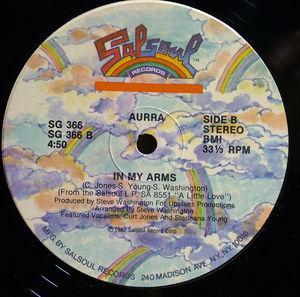 Salsoul
RECORDS
AURRA
SG 366
SG 366 B
4:50
SIDE B
STEREO
BMI
33⅓ RPM
IN MY ARMS
(C. Jones-S. Young-S. Washington)
(From the Salsoul L.P. SA 8551 "A Little Love")
Produced by Steve Washington For Upstairs Productions
Arranged By Steve Washington
Featured Vocalists: Curt Jones And Starleana Young
℗ 1982 Salsoul Record Corp.
MFG. BY SALSOUL RECORDS 240 MADISON AVE., NY, NY 10016